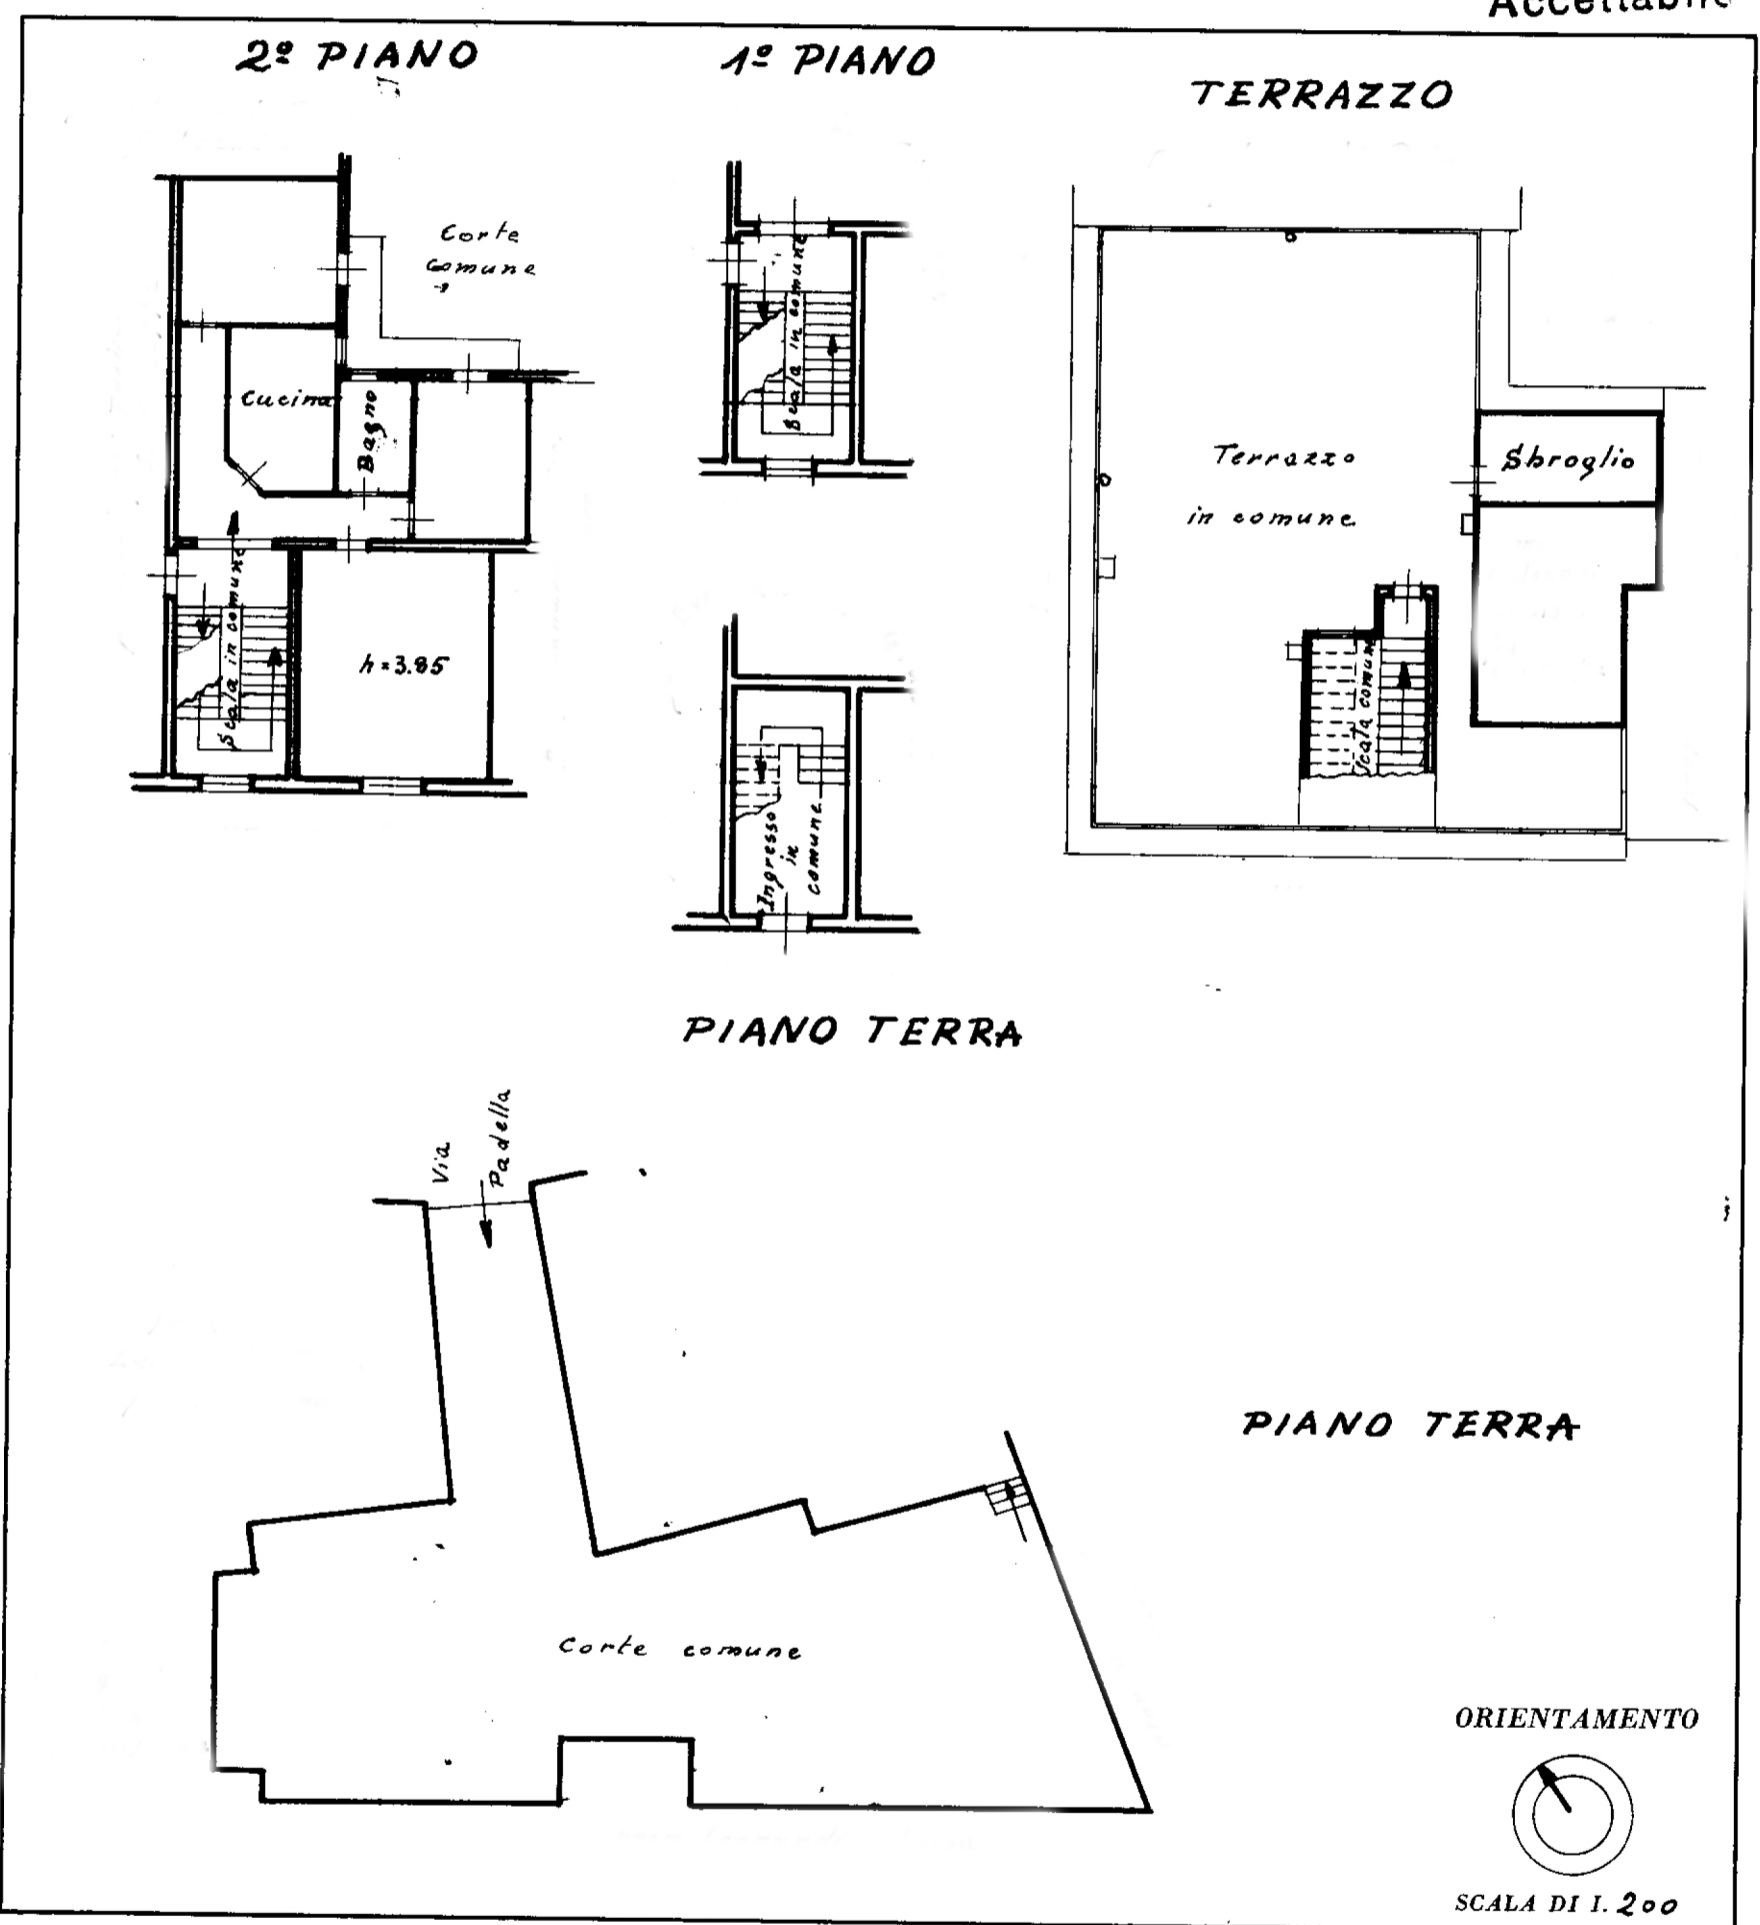 Accettabile
2º PIANO
1º PIANO
TERRAZZO
Corte
comune
Cucina
Bagno
Scala in comune
h=3.85
Scala in comune
Ingresso
in
comune
Terrazzo
in comune
Sbroglio
Scala comune
PIANO TERRA
Via
Padella
PIANO TERRA
Corte comune
ORIENTAMENTO
SCALA DI I. 200